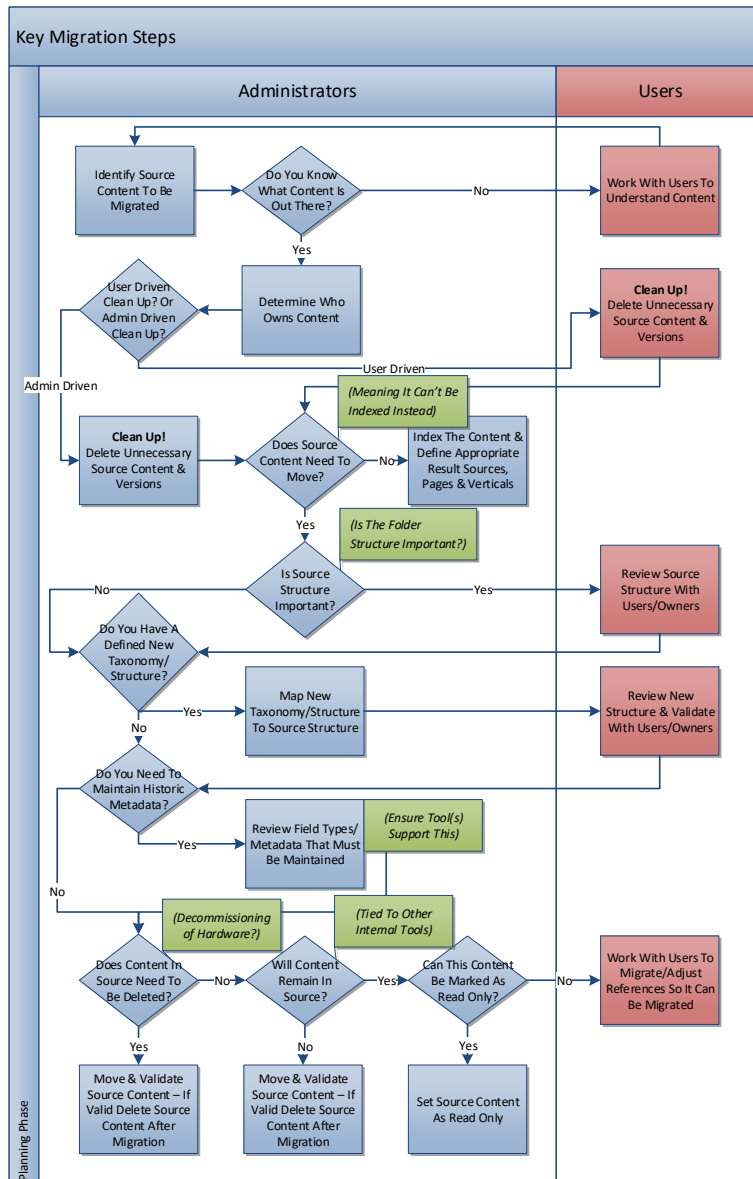 Key Migration Steps
Administrators
Users
Identify Source
Content To Be
Migrated
Do You Know
What Content Is
Out There?
No
Work With Users To
Understand Content
Yes
User Driven
Clean Up? Or
Admin Driven
Clean Up?
Determine Who
Owns Content
Clean Up!
Delete Unnecessary
Source Content &
Versions
User Driven
Admin Driven
(Meaning It Can't Be
Indexed Instead)
Clean Up!
Delete Unnecessary
Source Content &
Versions
Does Source
Content Need To
Move?
No
Index The Content &
Define Appropriate
Result Sources,
Pages & Verticals
Yes
(Is The Folder
Structure Important?)
Is Source
Structure
Important?
No
Yes
Review Source
Structure With
Users/Owners
Do You Have A
Defined New
Taxonomy/
Structure?
Yes
Map New
Taxonomy/Structure
To Source Structure
Review New
Structure & Validate
With Users/Owners
No
Do You Need To
Maintain Historic
Metadata?
Yes
Review Field Types/
Metadata That Must
Be Maintained
(Ensure Tool(s)
Support This)
No
(Decommissioning
of Hardware?)
(Tied To Other
Internal Tools)
Does Content In
Source Need To
Be Deleted?
No
Will Content
Remain In
Source?
Yes
Can This Content
Be Marked As
Read Only?
No
Work With Users To
Migrate/Adjust
References So It Can
Be Migrated
Yes
No
Yes
Move & Validate
Source Content – If
Valid Delete Source
Content After
Migration
Move & Validate
Source Content – If
Valid Delete Source
Content After
Migration
Set Source Content
As Read Only
Planning Phase